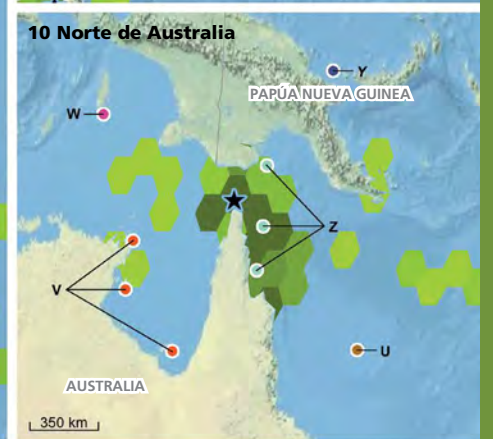 10 Norte de Australia
Y
PAPÚA NUEVA GUINEA
W
Z
V
U
AUSTRALIA
350 km